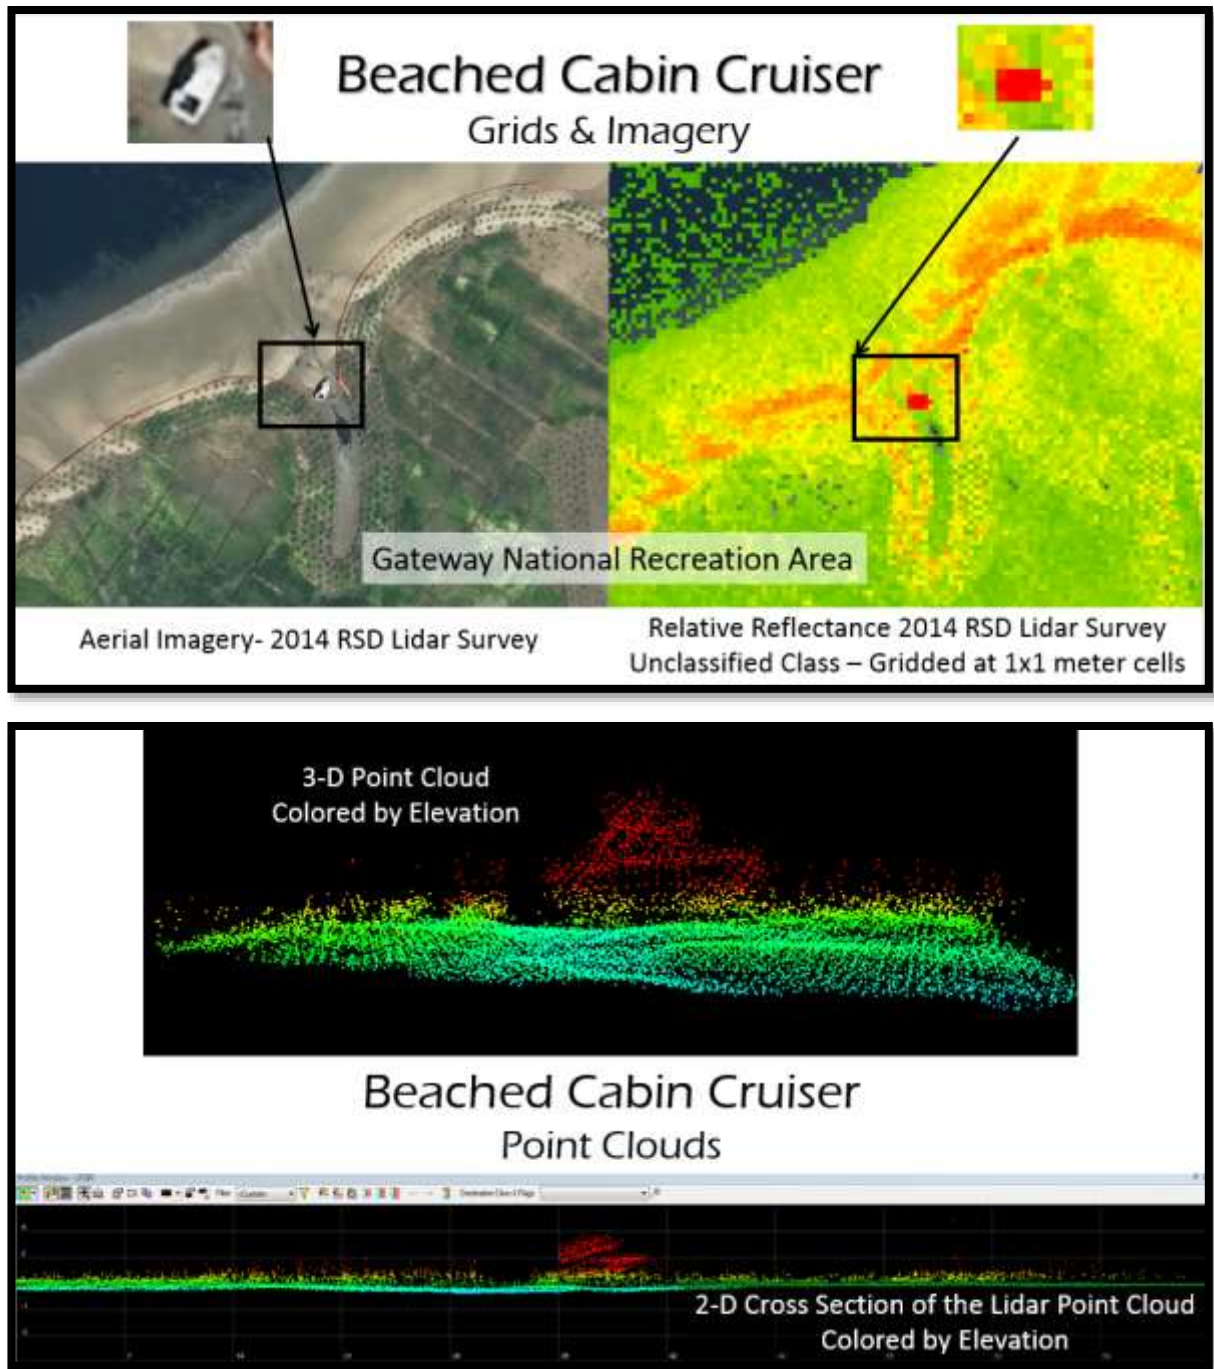 Beached Cabin Cruiser
Grids & Imagery
Gateway National Recreation Area
Aerial Imagery- 2014 RSD Lidar Survey
Relative Reflectance 2014 RSD Lidar Survey
Unclassified Class – Gridded at 1x1 meter cells
3-D Point Cloud
Colored by Elevation
Beached Cabin Cruiser
Point Clouds
2-D Cross Section of the Lidar Point Cloud
Colored by Elevation